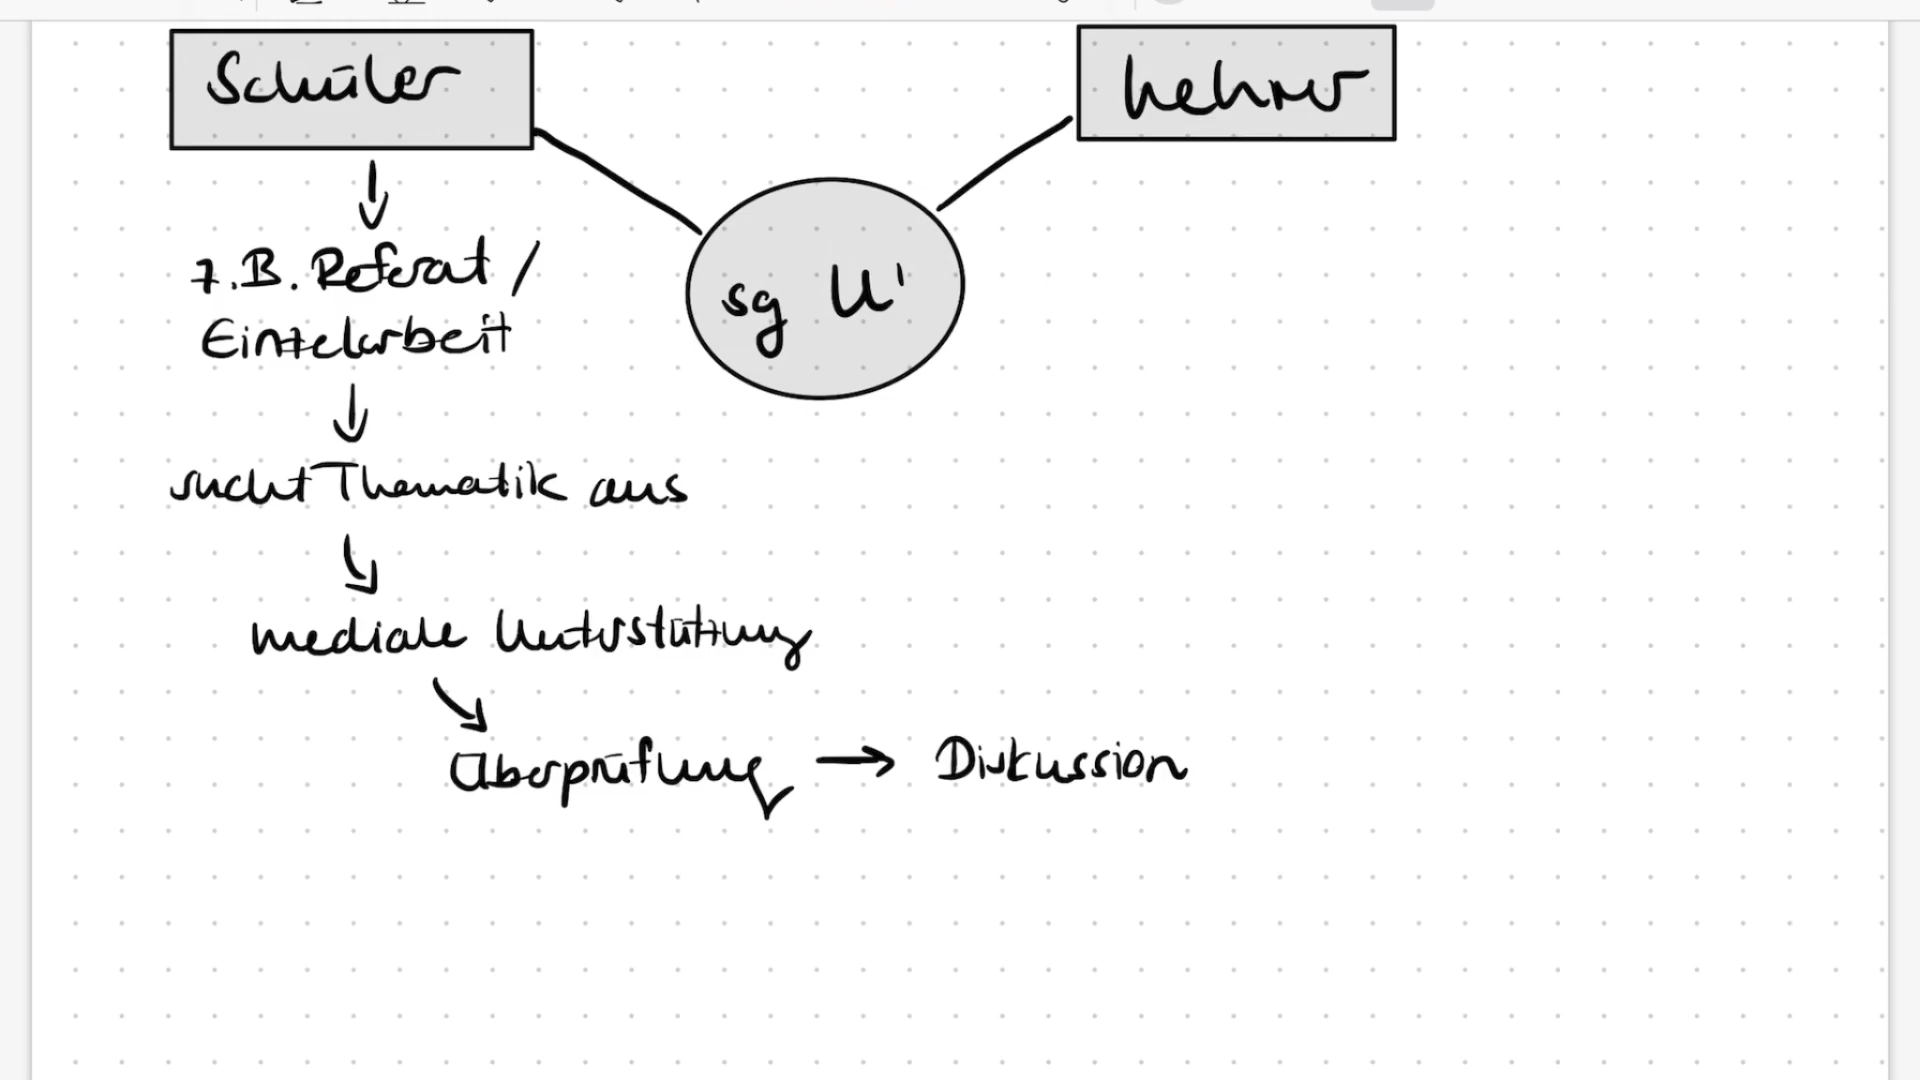 Schüler
Lehrer
sg U'
z.B. Referat /
Einzelarbeit
sucht Thematik aus
mediale Unterstützung
Überprüfung → Diskussion